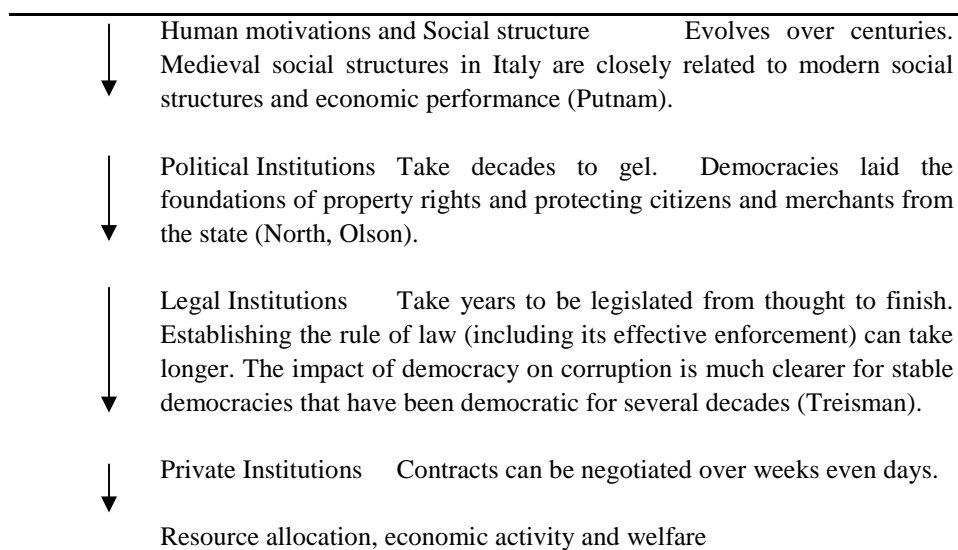 Human motivations and Social structure Evolves over centuries.
Medieval social structures in Italy are closely related to modern social
structures and economic performance (Putnam).
Political Institutions Take decades to gel. Democracies laid the
foundations of property rights and protecting citizens and merchants from
the state (North, Olson).
Legal Institutions Take years to be legislated from thought to finish.
Establishing the rule of law (including its effective enforcement) can take
longer. The impact of democracy on corruption is much clearer for stable
democracies that have been democratic for several decades (Treisman).
Private Institutions Contracts can be negotiated over weeks even days.
Resource allocation, economic activity and welfare